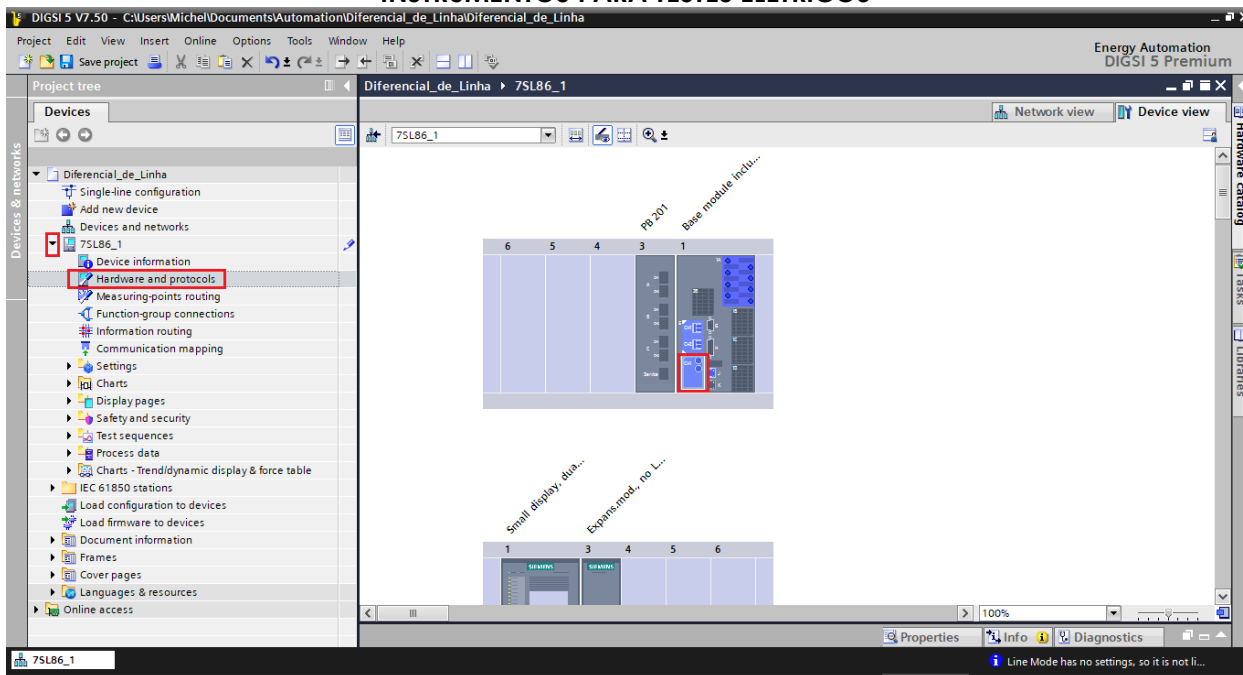 INSTRUMENTOS PARA TESTES ELÉTRICOS
DIGSI 5 V7.50 - C:\Users\Michel\Documents\Automation\Diferencial_de_Linha\Diferencial_de_Linha
Project Edit View Insert Online Options Tools Window Help
Energy Automation
DIGSI 5 Premium
Save project
Project tree
Diferencial_de_Linha 7SL86_1
Devices
Network view
Device view
7SL86_1
Devices & networks
Diferencial_de_Linha
Single-line configuration
Add new device
Devices and networks
7SL86_1
Device information
Hardware and protocols
Measuring-points routing
Function-group connections
Information routing
Communication mapping
Settings
Charts
Display pages
Safety and security
Test sequences
Process data
Charts - Trend/dynamic display & force table
IEC 61850 stations
Load configuration to devices
Load firmware to devices
Document information
Frames
Cover pages
Languages & resources
Online access
PB 201
Base module inclu...
6 5 4 3 1
Service
Small display, dua...
Expans.mod., no L...
1 3 4 5 6
SIEMENS SIEMENS
Hardware catalog
Tasks
Libraries
100%
Properties
Info
Diagnostics
7SL86_1
Line Mode has no settings, so it is not li...